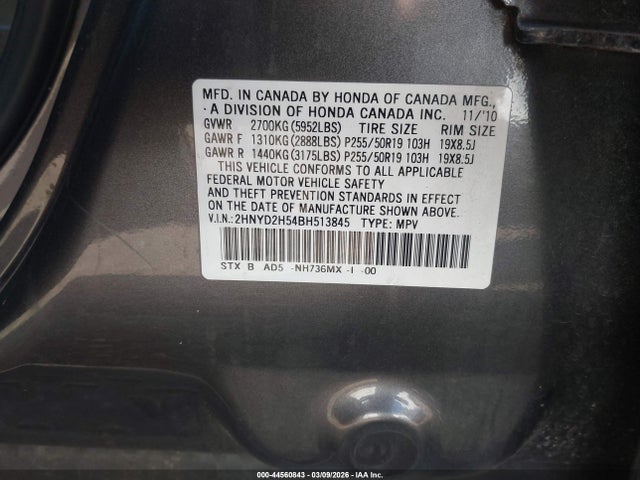 MFD. IN CANADA BY HONDA OF CANADA MFG.,
· A DIVISION OF HONDA CANADA INC. 11/'10
GVWR 2700KG(5952LBS) TIRE SIZE RIM SIZE
GAWR F 1310KG(2888LBS) P255/50R19 103H 19X8.5J
GAWR R 1440KG(3175LBS) P255/50R19 103H 19X8.5J
THIS VEHICLE CONFORMS TO ALL APPLICABLE
FEDERAL MOTOR VEHICLE SAFETY
AND THEFT PREVENTION STANDARDS IN EFFECT
ON THE DATE OF MANUFACTURE SHOWN ABOVE.
V.I.N.:2HNYD2H54BH513845 TYPE: MPV
STX B AD5 -NH736MX -I -00
000-44560843 | 03/09/2026 | IAA Inc.